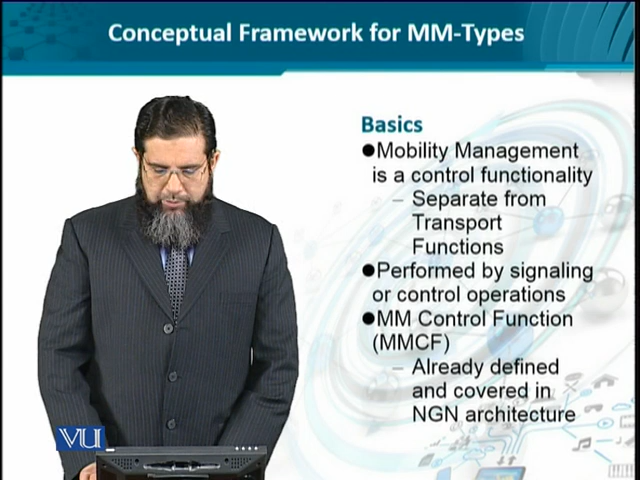 Conceptual Framework for MM-Types
Basics
●Mobility Management
is a control functionality
– Separate from
Transport
Functions
●Performed by signaling
or control operations
●MM Control Function
(MMCF)
– Already defined
and covered in
NGN architecture
VU